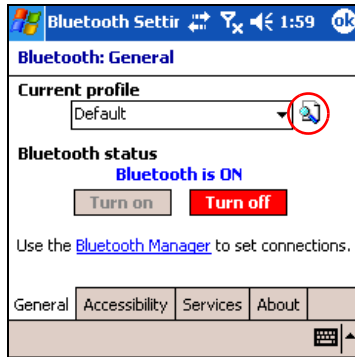 Bluetooth Settir 1:59 ok
Bluetooth: General
Current profile
Default
Bluetooth status
Bluetooth is ON
Turn on Turn off
Use the Bluetooth Manager to set connections.
General Accessibility Services About